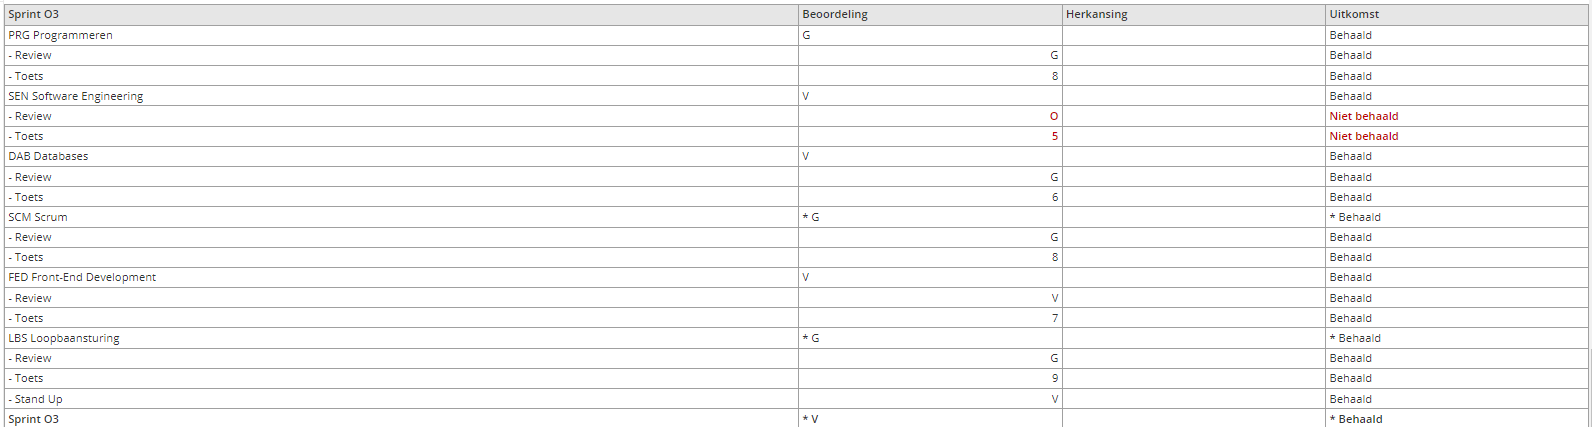 Sprint O3 Beoordeling Herkansing Uitkomst
PRG Programmeren G Behaald
- Review G Behaald
- Toets 8 Behaald
SEN Software Engineering V Behaald
- Review O Niet behaald
- Toets 5 Niet behaald
DAB Databases V Behaald
- Review G Behaald
- Toets 6 Behaald
SCM Scrum * G * Behaald
- Review G Behaald
- Toets 8 Behaald
FED Front-End Development V Behaald
- Review V Behaald
- Toets 7 Behaald
LBS Loopbaansturing * G * Behaald
- Review G Behaald
- Toets 9 Behaald
- Stand Up V Behaald
Sprint O3 * V * Behaald